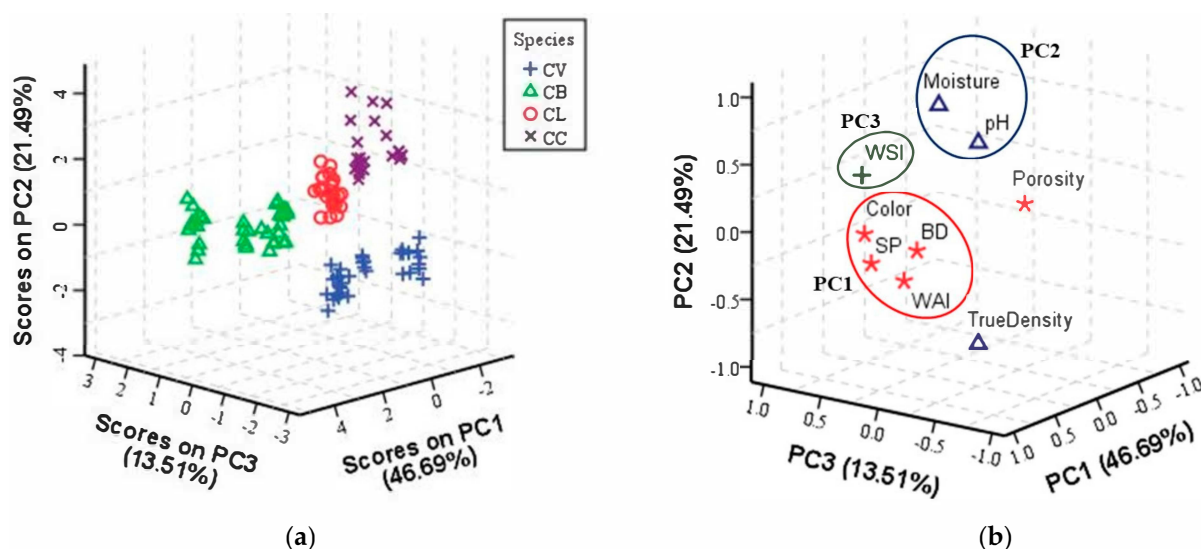 Species
CV
CB
CL
CC
4
2
0
-2
-4
Scores on PC2 (21.49%)
3
2
1
0
-1
-2
-3
Scores on PC3
(13.51%)
4
2
0
-2
Scores on PC1
(46.69%)
(a)
PC2
Moisture
pH
PC3
WSI
Porosity
Color
BD
SP
PC1
WAI
TrueDensity
1.0
0.5
0.0
-0.5
-1.0
PC2 (21.49%)
1.0
0.5
0.0
-0.5
-1.0
PC3 (13.51%)
1.0
0.5
0.0
-0.5
-1.0
PC1 (46.69%)
(b)